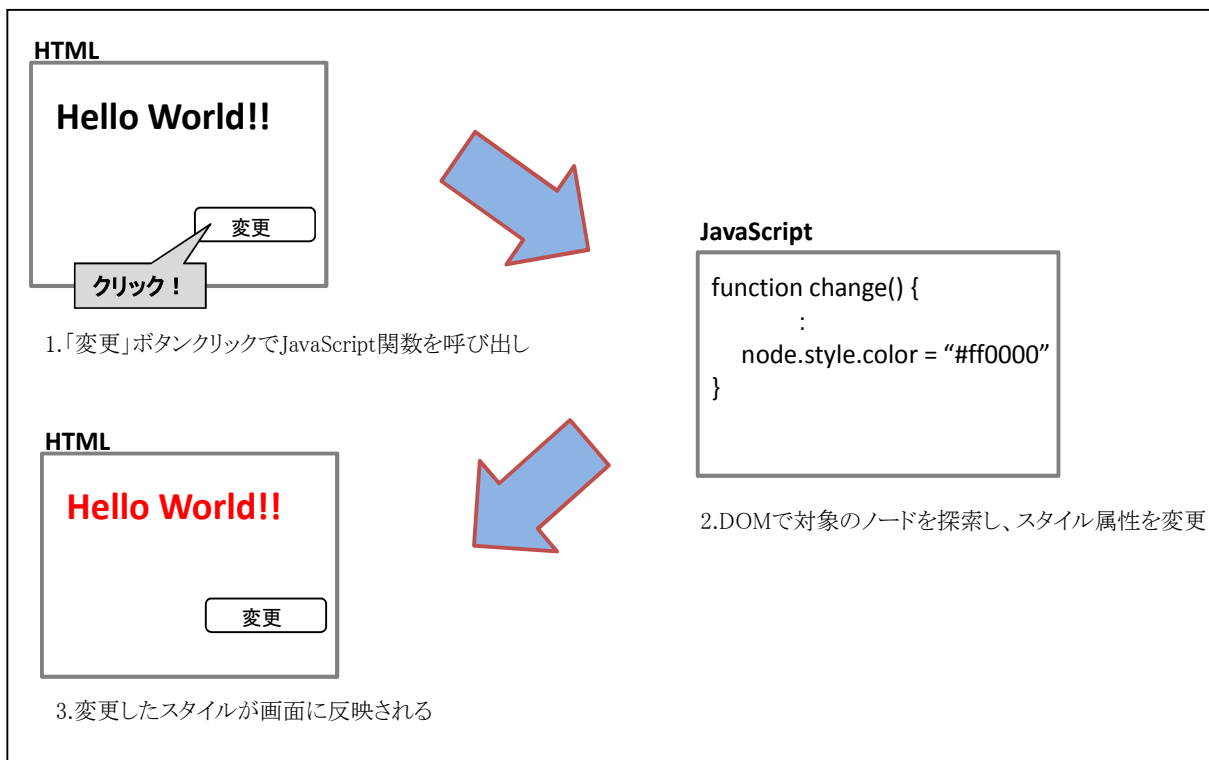 HTML
Hello World!!
変更
クリック！
1.「変更」ボタンクリックでJavaScript関数を呼び出し
JavaScript
function change() {
:
node.style.color = “#ff0000”
}
2.DOMで対象のノードを探索し、スタイル属性を変更
HTML
Hello World!!
変更
3.変更したスタイルが画面に反映される